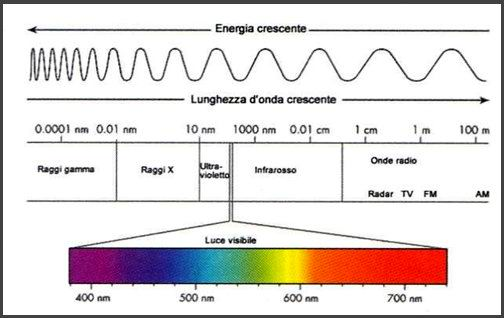 Energia crescente
Lunghezza d'onda crescente
0.0001 nm 0.01 nm 10 nm 1000 nm 0.01 cm 1 cm 1 m 100 m
Raggi gamma Raggi X Ultra-violetto Infrarosso Onde radio
Radar TV FM AM
Luce visibile
400 nm 500 nm 600 nm 700 nm